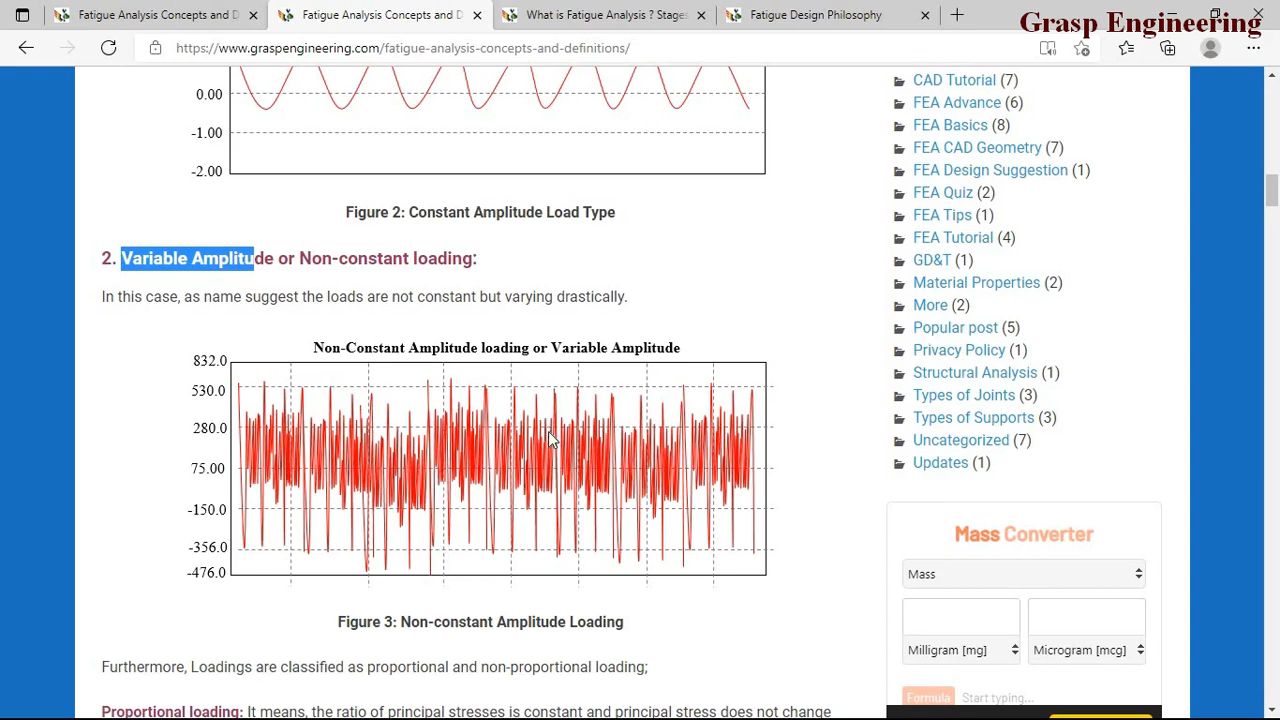 Fatigue Analysis Concepts and D
Fatigue Analysis Concepts and D
What is Fatigue Analysis ? Stages
Fatigue Design Philosophy
Grasp Engineering
https://www.graspengineering.com/fatigue-analysis-concepts-and-definitions/
0.00
-1.00
-2.00
Figure 2: Constant Amplitude Load Type
2. Variable Amplitude or Non-constant loading:
In this case, as name suggest the loads are not constant but varying drastically.
Non-Constant Amplitude loading or Variable Amplitude
832.0
550.0
280.0
75.00
-150.0
-356.0
-476.0
Figure 3: Non-constant Amplitude Loading
Furthermore, Loadings are classified as proportional and non-proportional loading;
CAD Tutorial (7)
FEA Advance (6)
FEA Basics (8)
FEA CAD Geometry (7)
FEA Design Suggestion (1)
FEA Quiz (2)
FEA Tips (1)
FEA Tutorial (4)
GD&T (1)
Material Properties (2)
More (2)
Popular post (5)
Privacy Policy (1)
Structural Analysis (1)
Types of Joints (3)
Types of Supports (3)
Uncategorized (7)
Updates (1)
Mass Converter
Mass
Milligram [mg]
Microgram [mcg]
Formula Start typing...
Proportional loading: It means, the ratio of principal stresses is constant and principal stress does not change